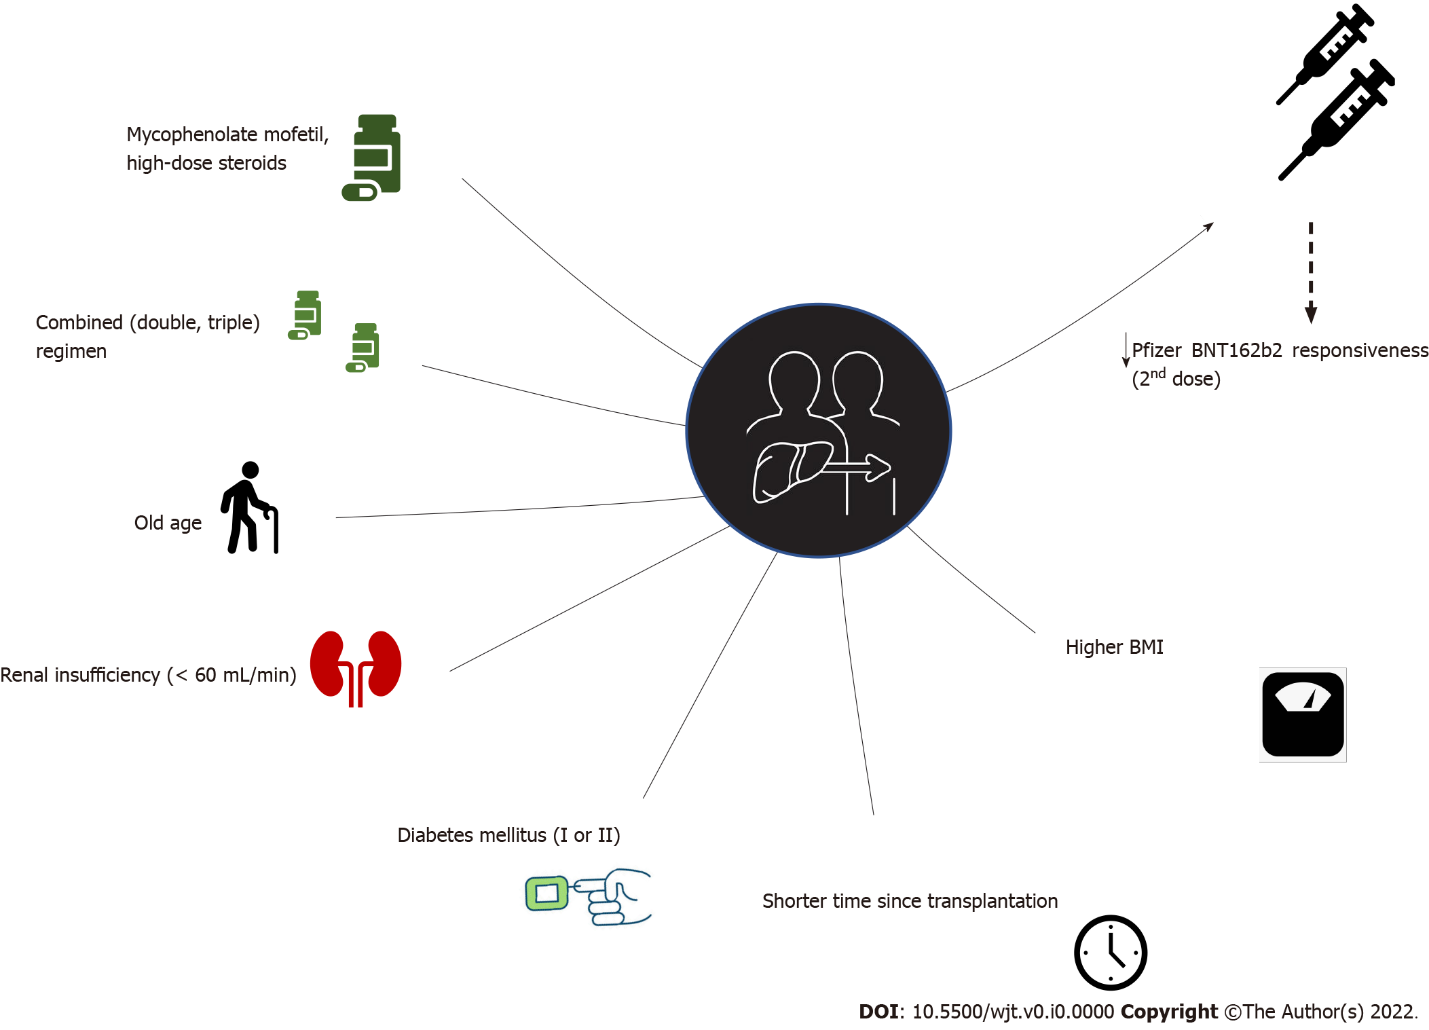 Mycophenolate mofetil,
high-dose steroids
Combined (double, triple)
regimen
Old age
Renal insufficiency (< 60 mL/min)
Diabetes mellitus (I or II)
Shorter time since transplantation
Higher BMI
↓Pfizer BNT162b2 responsiveness
(2nd dose)
DOI: 10.5500/wjt.v0.i0.0000 Copyright ©The Author(s) 2022.